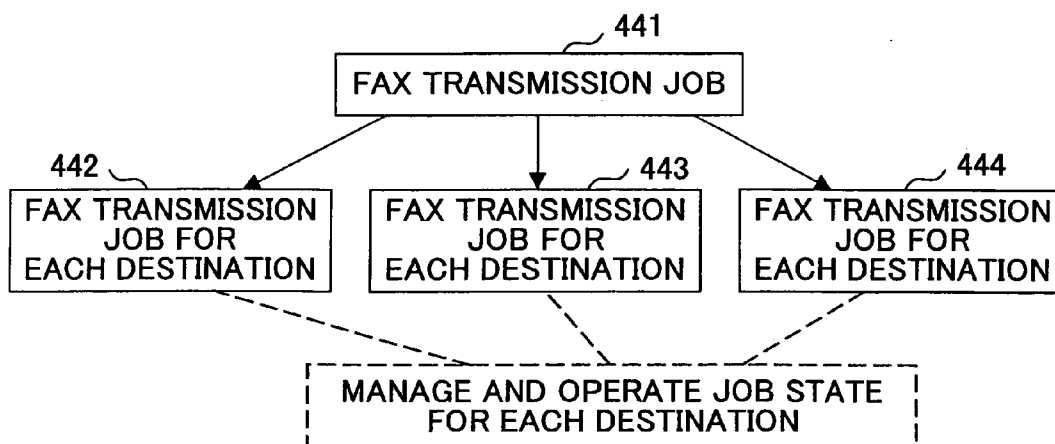 441
FAX TRANSMISSION JOB
442
443
444
FAX TRANSMISSION
JOB FOR
EACH DESTINATION
FAX TRANSMISSION
JOB FOR
EACH DESTINATION
FAX TRANSMISSION
JOB FOR
EACH DESTINATION
MANAGE AND OPERATE JOB STATE
FOR EACH DESTINATION